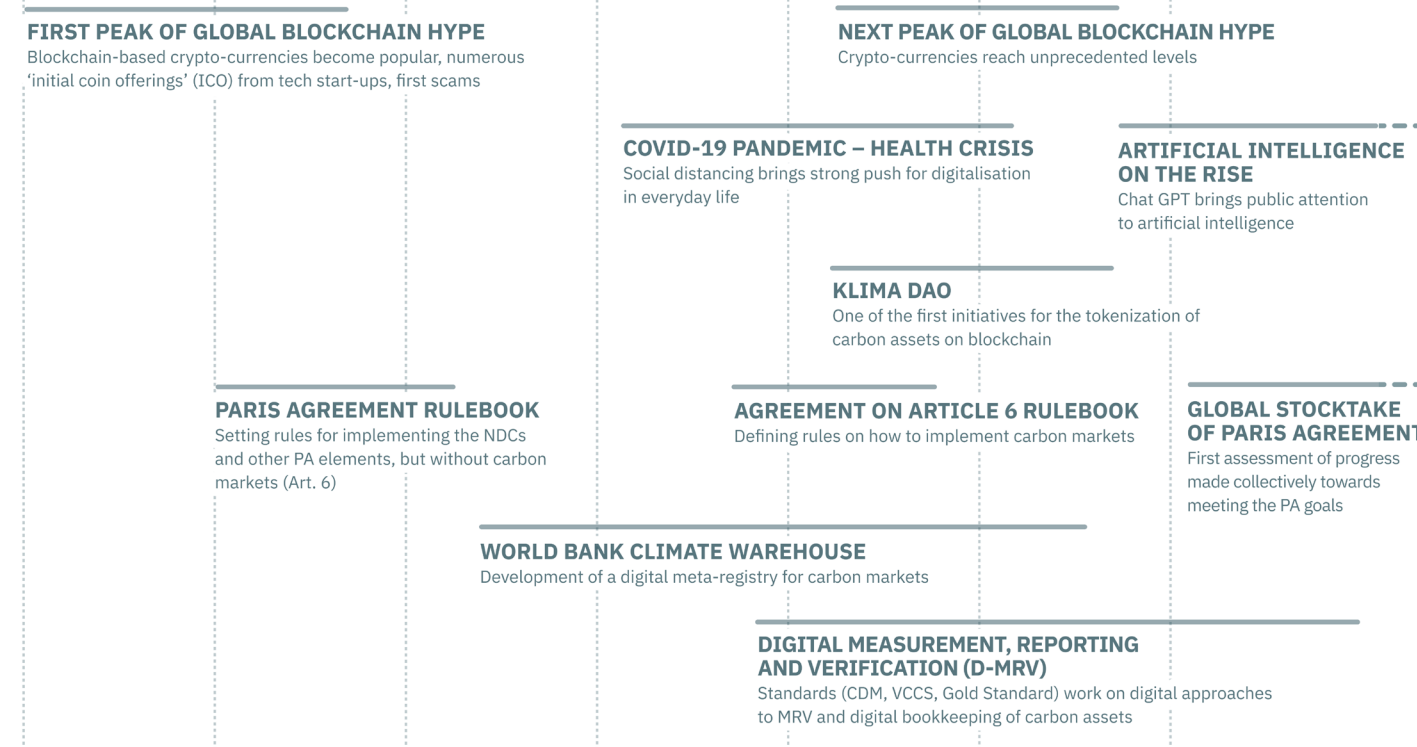 FIRST PEAK OF GLOBAL BLOCKCHAIN HYPE
Blockchain-based crypto-currencies become popular, numerous
‘initial coin offerings’ (ICO) from tech start-ups, first scams
NEXT PEAK OF GLOBAL BLOCKCHAIN HYPE
Crypto-currencies reach unprecedented levels
COVID-19 PANDEMIC – HEALTH CRISIS
Social distancing brings strong push for digitalisation
in everyday life
ARTIFICIAL INTELLIGENCE
ON THE RISE
Chat GPT brings public attention
to artificial intelligence
KLIMA DAO
One of the first initiatives for the tokenization of
carbon assets on blockchain
PARIS AGREEMENT RULEBOOK
Setting rules for implementing the NDCs
and other PA elements, but without carbon
markets (Art. 6)
AGREEMENT ON ARTICLE 6 RULEBOOK
Defining rules on how to implement carbon markets
GLOBAL STOCKTAKE
OF PARIS AGREEMENT
First assessment of progress
made collectively towards
meeting the PA goals
WORLD BANK CLIMATE WAREHOUSE
Development of a digital meta-registry for carbon markets
DIGITAL MEASUREMENT, REPORTING
AND VERIFICATION (D-MRV)
Standards (CDM, VCCS, Gold Standard) work on digital approaches
to MRV and digital bookkeeping of carbon assets